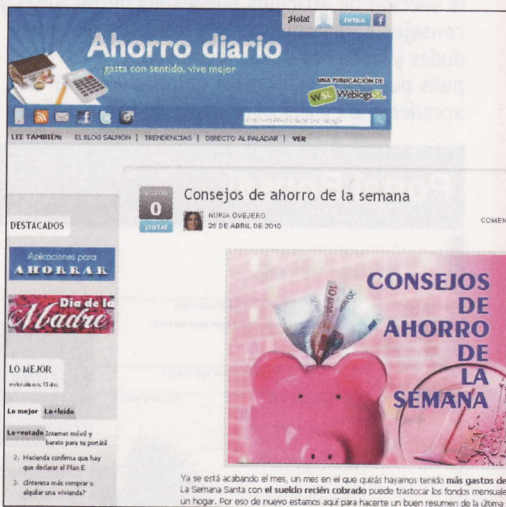 ¡Hola!
ENTRA
Ahorro diario
gasta con sentido, vive mejor
UNA PUBLICACIÓN DE
WSL WeblogsSL
LEE TAMBIÉN: EL BLOG SALMÓN | TRENDENCIAS | DIRECTO AL PALADAR | VER
DESTACADOS
Aplicaciones para
AHORRAR
Día de la
Madre
LO MEJOR
Lo mejor Lo+leído
Lo+votado Internet móvil y
barato para tu portátil
2. Hacienda confirma que hay
que declarar el Plan E
3. ¿Interesa más comprar o
alquilar una vivienda?
0
¡vota!
Consejos de ahorro de la semana
NURIA OVEJERO
26 DE ABRIL DE 2010
COMEN
10
CONSEJOS
DE
AHORRO
DE
LA
SEMANA
Ya se está acabando el mes, un mes en el que quizás hayamos tenido más gastos de
La Semana Santa con el sueldo recién cobrado puede trastocar los fondos mensuale
un hogar. Por eso de nuevo estamos aquí para hacerte un buen resumen de la última